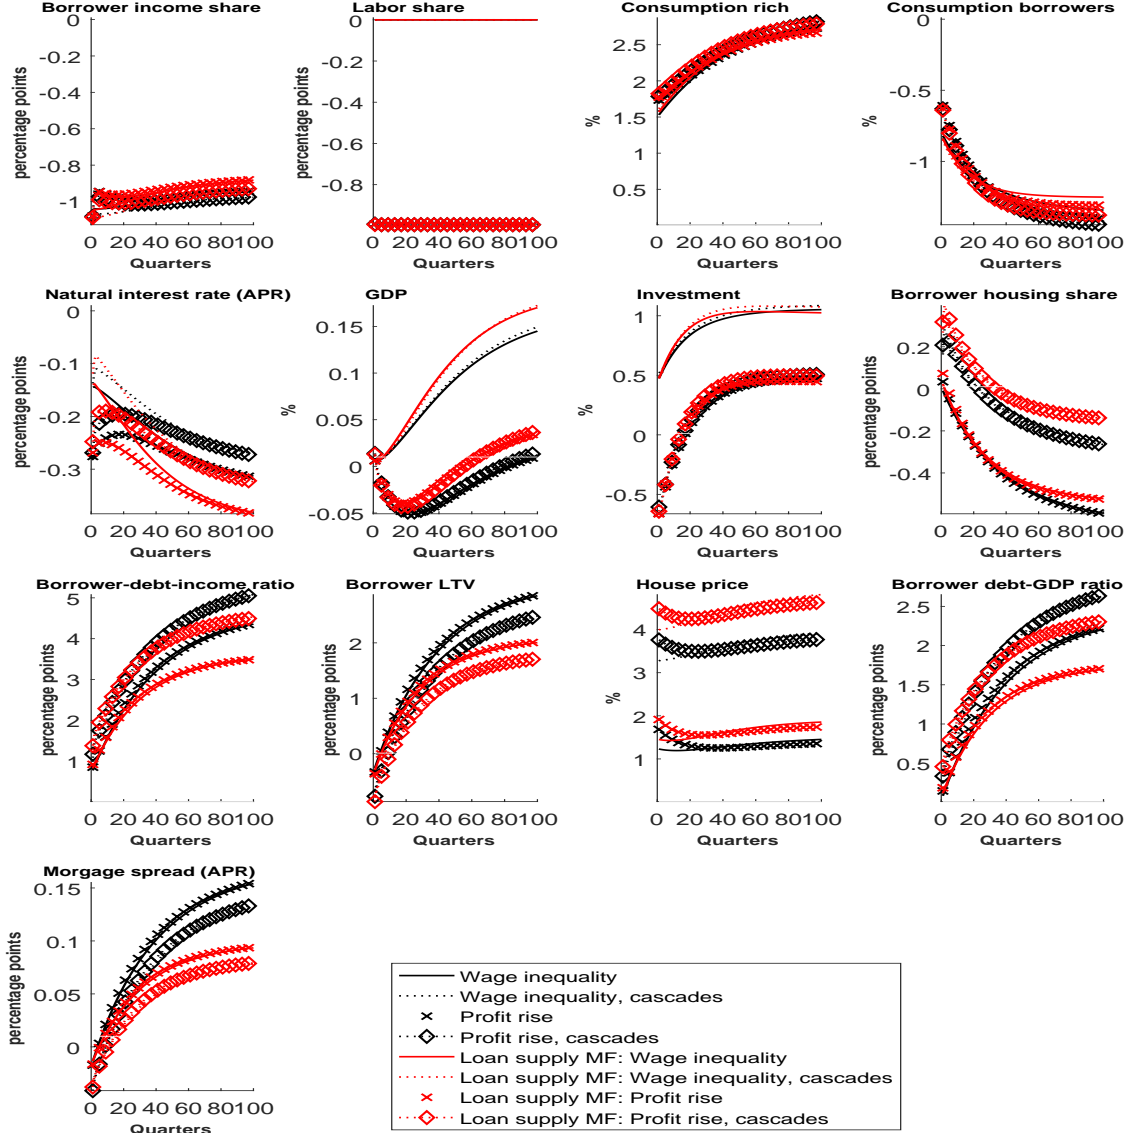 Borrower income share
percentage points
0
-0.2
-0.4
-0.6
-0.8
-1
0 20 40 60 80100
Quarters
Labor share
percentage points
0
-0.2
-0.4
-0.6
-0.8
0 20 40 60 80100
Quarters
Consumption rich
%
2.5
2
1.5
1
0.5
0 20 40 60 80100
Quarters
Consumption borrowers
%
0
-0.5
-1
0 20 40 60 80100
Quarters
Natural interest rate (APR)
percentage points
0
-0.1
-0.2
-0.3
0 20 40 60 80100
Quarters
GDP
%
0.15
0.1
0.05
0
-0.05
0 20 40 60 80100
Quarters
Investment
%
1
0.5
0
-0.5
0 20 40 60 80100
Quarters
Borrower housing share
percentage points
0.2
0
-0.2
-0.4
0 20 40 60 80100
Quarters
Borrower-debt-income ratio
percentage points
5
4
3
2
1
0 20 40 60 80100
Quarters
Borrower LTV
percentage points
2
1
0
0 20 40 60 80100
Quarters
House price
%
4
3
2
1
0 20 40 60 80100
Quarters
Borrower debt-GDP ratio
percentage points
2.5
2
1.5
1
0.5
0 20 40 60 80100
Quarters
Morgage spread (APR)
percentage points
0.15
0.1
0.05
0
0 20 40 60 80100
Quarters
Wage inequality
Wage inequality, cascades
Profit rise
Profit rise, cascades
Loan supply MF: Wage inequality
Loan supply MF: Wage inequality, cascades
Loan supply MF: Profit rise
Loan supply MF: Profit rise, cascades